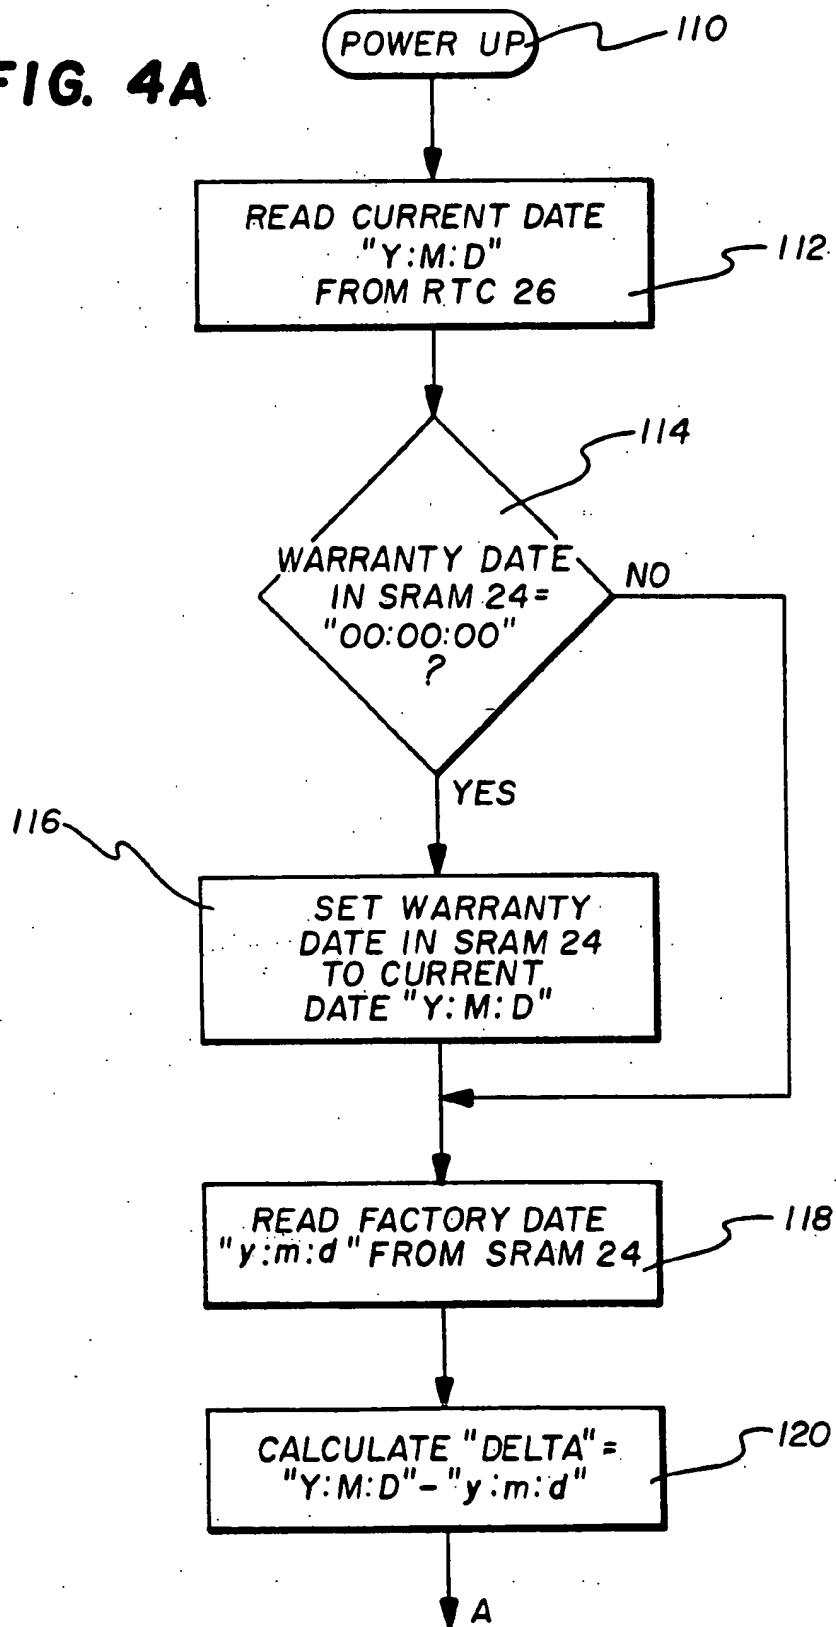 FIG. 4A
POWER UP
110
READ CURRENT DATE
"Y:M:D"
FROM RTC 26
112
114
WARRANTY DATE
IN SRAM 24=
"00:00:00"
?
NO
YES
116
SET WARRANTY
DATE IN SRAM 24
TO CURRENT
DATE "Y:M:D"
READ FACTORY DATE
"y:m:d" FROM SRAM 24
118
CALCULATE "DELTA"=
"Y:M:D"-"y:m:d"
120
A